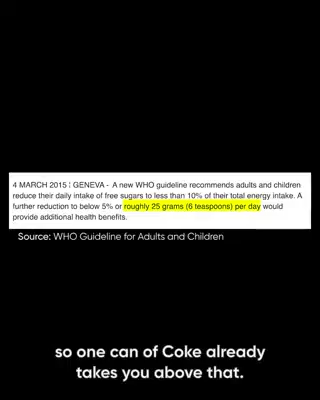 4 MARCH 2015 ¦ GENEVA - A new WHO guideline recommends adults and children
reduce their daily intake of free sugars to less than 10% of their total energy intake. A
further reduction to below 5% or roughly 25 grams (6 teaspoons) per day would
provide additional health benefits.
Source: WHO Guideline for Adults and Children
so one can of Coke already
takes you above that.